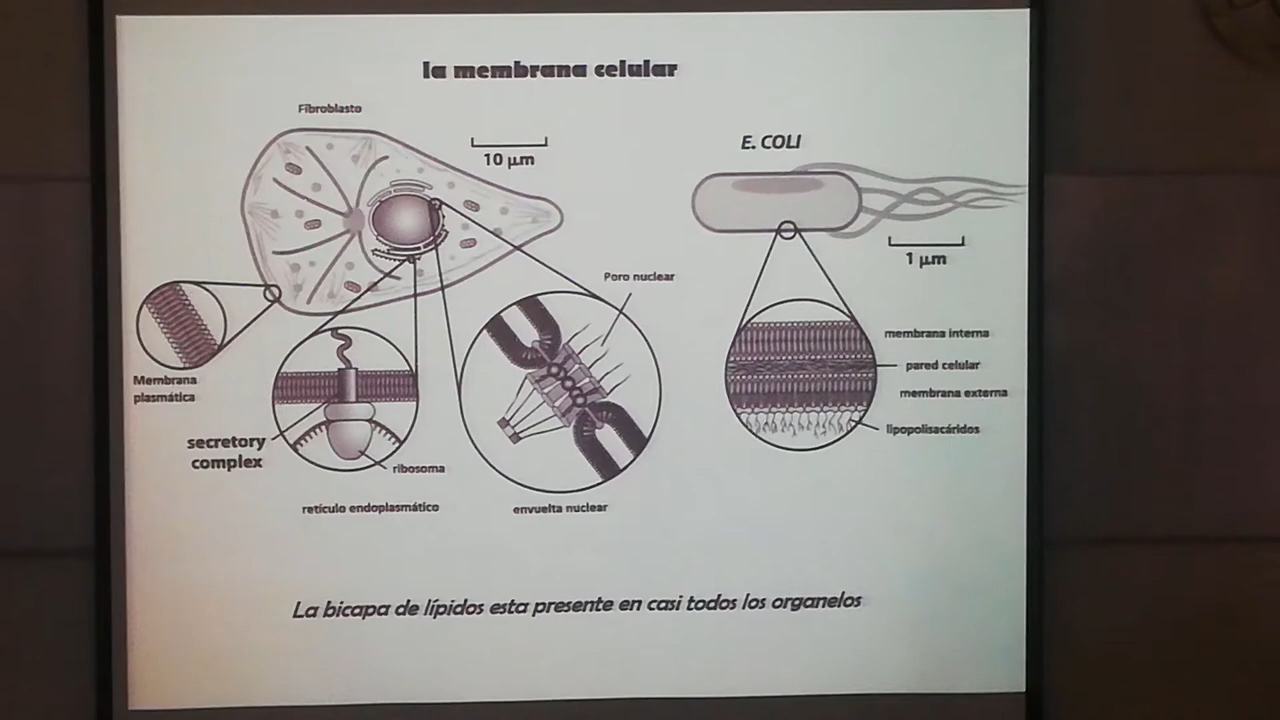 la membrana celular
Fibroblasto
10 µm
E. COLI
1 µm
Poro nuclear
Membrana
plasmática
secretory
complex
ribosoma
retículo endoplasmático
envuelta nuclear
membrana interna
pared celular
membrana externa
lipopolisacáridos
La bicapa de lípidos esta presente en casi todos los organelos